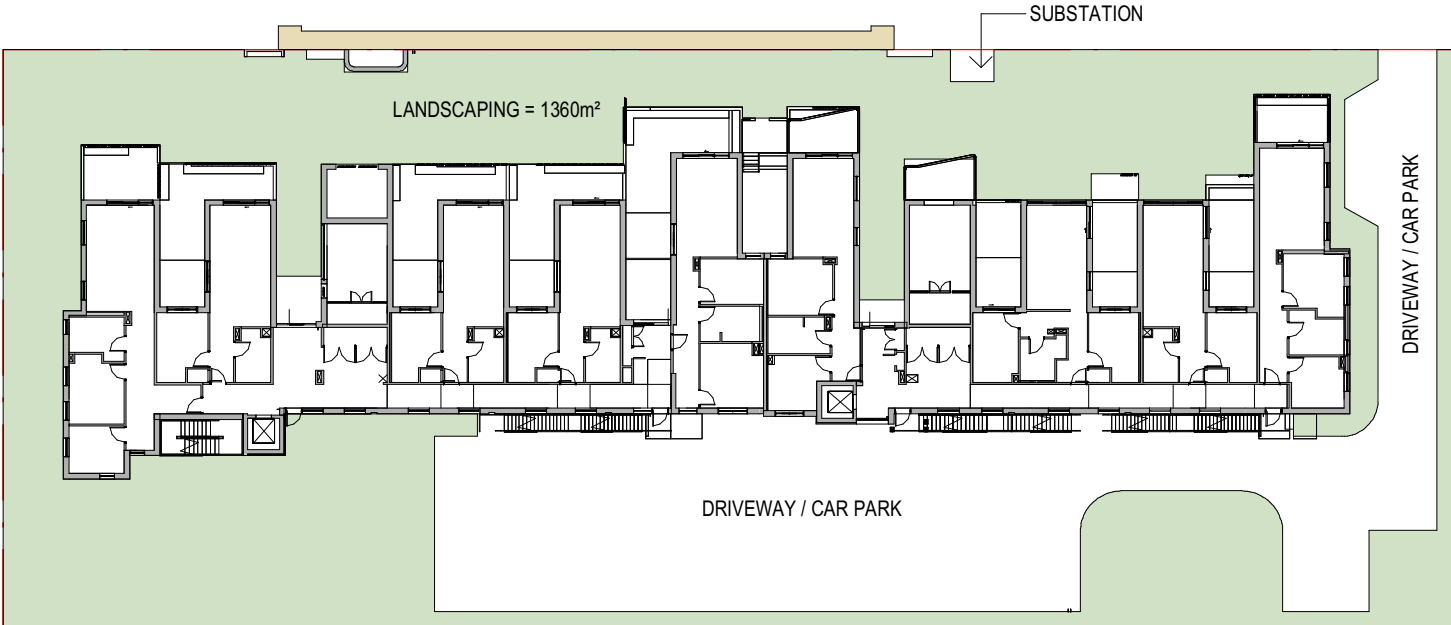 SUBSTATION
LANDSCAPING = 1360m²
DRIVEWAY / CAR PARK
DRIVEWAY / CAR PARK